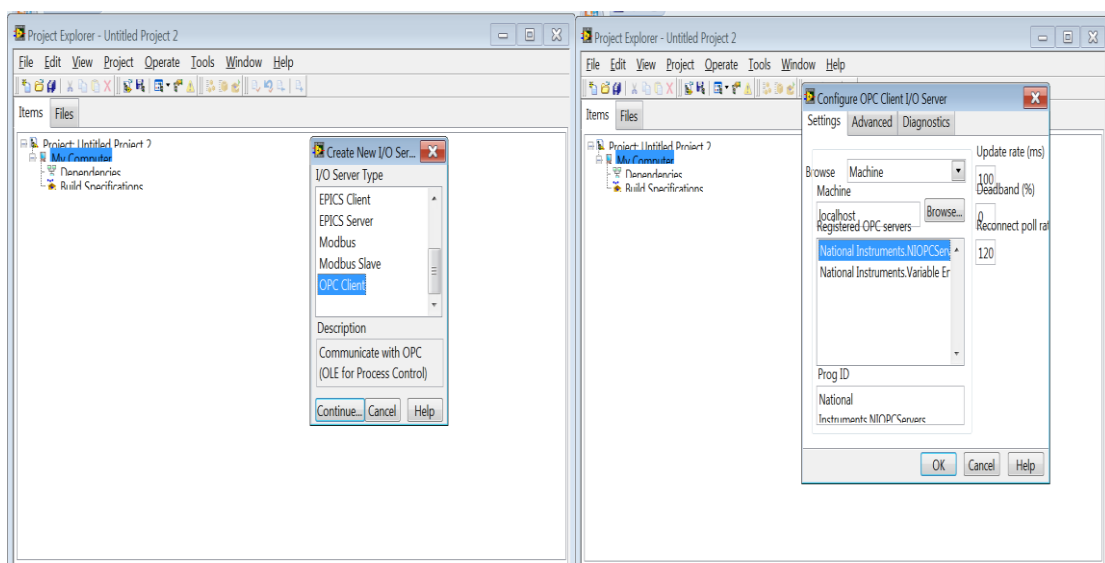 Project Explorer - Untitled Project 2
File Edit View Project Operate Tools Window Help
Items Files
Project: Untitled Project 2
My Computer
Dependencies
Build Specifications
Create New I/O Ser...
I/O Server Type
EPICS Client
EPICS Server
Modbus
Modbus Slave
OPC Client
Description
Communicate with OPC
(OLE for Process Control)
Continue... Cancel Help
Project Explorer - Untitled Project 2
File Edit View Project Operate Tools Window Help
Items Files
Project: Untitled Project 2
My Computer
Dependencies
Build Specifications
Configure OPC Client I/O Server
Settings Advanced Diagnostics
Browse Machine
Machine
localhost Browse...
Registered OPC servers
National Instruments.NIOPCServ
National Instruments.Variable Er
Prog ID
National
Instruments.NIOPCServers
Update rate (ms)
100
Deadband (%)
0
Reconnect poll rat
120
OK Cancel Help